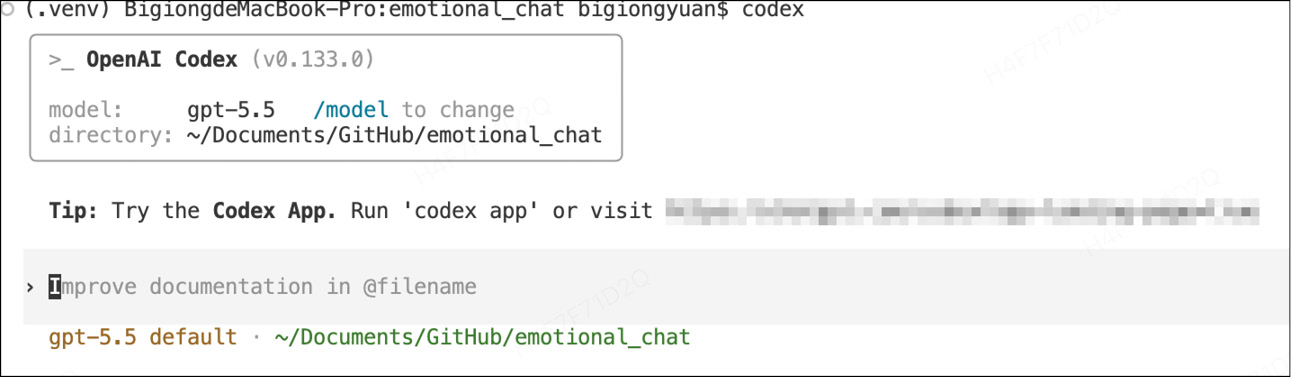 (.venv) BigiongdeMacBook-Pro:emotional_chat bigiongyuan$ codex
>_ OpenAI Codex (v0.133.0)
model: gpt-5.5 /model to change
directory: ~/Documents/GitHub/emotional_chat
Tip: Try the Codex App. Run 'codex app' or visit
› Improve documentation in @filename
gpt-5.5 default · ~/Documents/GitHub/emotional_chat
H4F7F71D2Q